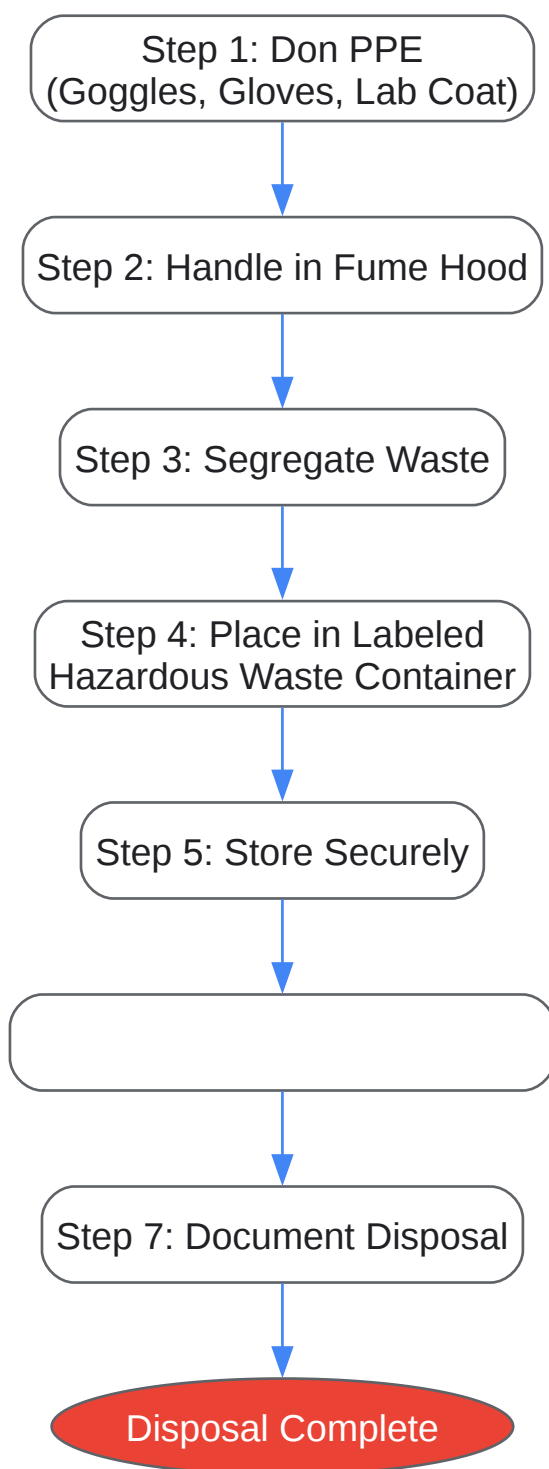 Step 1: Don PPE
(Goggles, Gloves, Lab Coat)
Step 2: Handle in Fume Hood
Step 3: Segregate Waste
Step 4: Place in Labeled
Hazardous Waste Container
Step 5: Store Securely
Step 7: Document Disposal
Disposal Complete